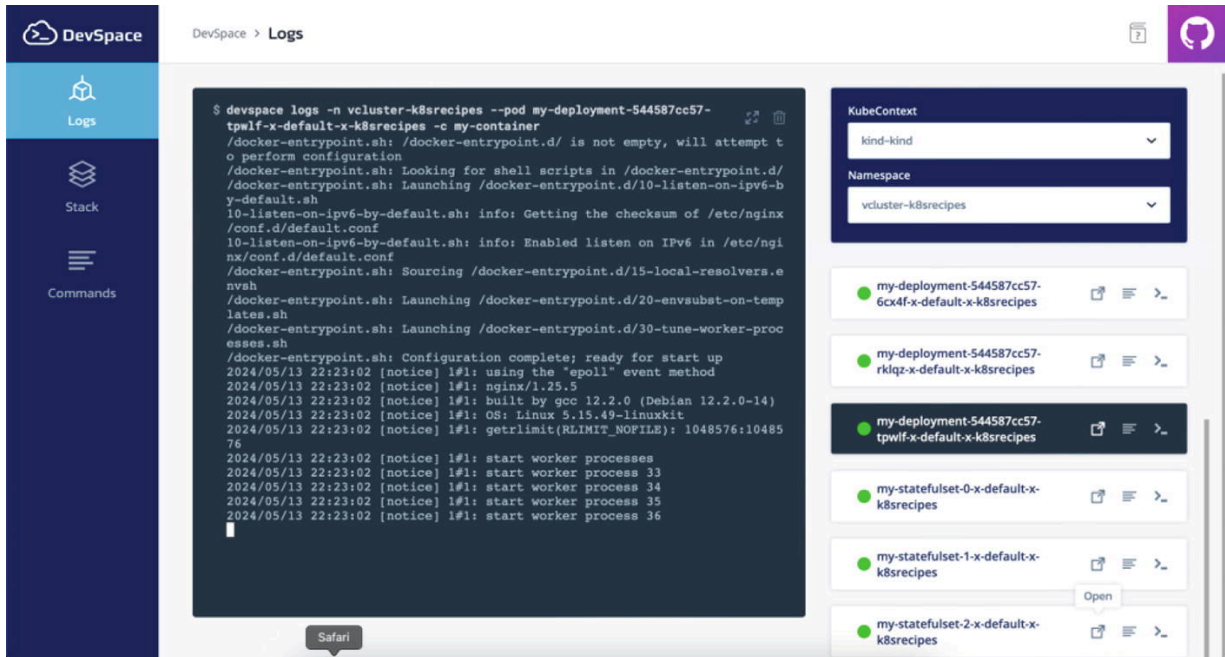 DevSpace
DevSpace > Logs
Logs
Stack
Commands
$ devspace logs -n vcluster-k8srecipes --pod my-deployment-544587cc57-
tpwlf-x-default-x-k8srecipes -c my-container
/docker-entrypoint.sh: /docker-entrypoint.d/ is not empty, will attempt t
o perform configuration
/docker-entrypoint.sh: Looking for shell scripts in /docker-entrypoint.d/
/docker-entrypoint.sh: Launching /docker-entrypoint.d/10-listen-on-ipv6-b
y-default.sh
10-listen-on-ipv6-by-default.sh: info: Getting the checksum of /etc/nginx
/conf.d/default.conf
10-listen-on-ipv6-by-default.sh: info: Enabled listen on IPv6 in /etc/ngi
nx/conf.d/default.conf
/docker-entrypoint.sh: Sourcing /docker-entrypoint.d/15-local-resolvers.e
nvsh
/docker-entrypoint.sh: Launching /docker-entrypoint.d/20-envsubst-on-temp
lates.sh
/docker-entrypoint.sh: Launching /docker-entrypoint.d/30-tune-worker-proc
esses.sh
/docker-entrypoint.sh: Configuration complete; ready for start up
2024/05/13 22:23:02 [notice] 1#1: using the "epoll" event method
2024/05/13 22:23:02 [notice] 1#1: nginx/1.25.5
2024/05/13 22:23:02 [notice] 1#1: built by gcc 12.2.0 (Debian 12.2.0-14)
2024/05/13 22:23:02 [notice] 1#1: OS: Linux 5.15.49-linuxkit
2024/05/13 22:23:02 [notice] 1#1: getrlimit(RLIMIT_NOFILE): 1048576:10485
76
2024/05/13 22:23:02 [notice] 1#1: start worker processes
2024/05/13 22:23:02 [notice] 1#1: start worker process 33
2024/05/13 22:23:02 [notice] 1#1: start worker process 34
2024/05/13 22:23:02 [notice] 1#1: start worker process 35
2024/05/13 22:23:02 [notice] 1#1: start worker process 36
KubeContext
kind-kind
Namespace
vcluster-k8srecipes
my-deployment-544587cc57-
6cx4f-x-default-x-k8srecipes
my-deployment-544587cc57-
rklqz-x-default-x-k8srecipes
my-deployment-544587cc57-
tpwlf-x-default-x-k8srecipes
my-statefulset-0-x-default-x-
k8srecipes
my-statefulset-1-x-default-x-
k8srecipes
Open
my-statefulset-2-x-default-x-
k8srecipes
Safari